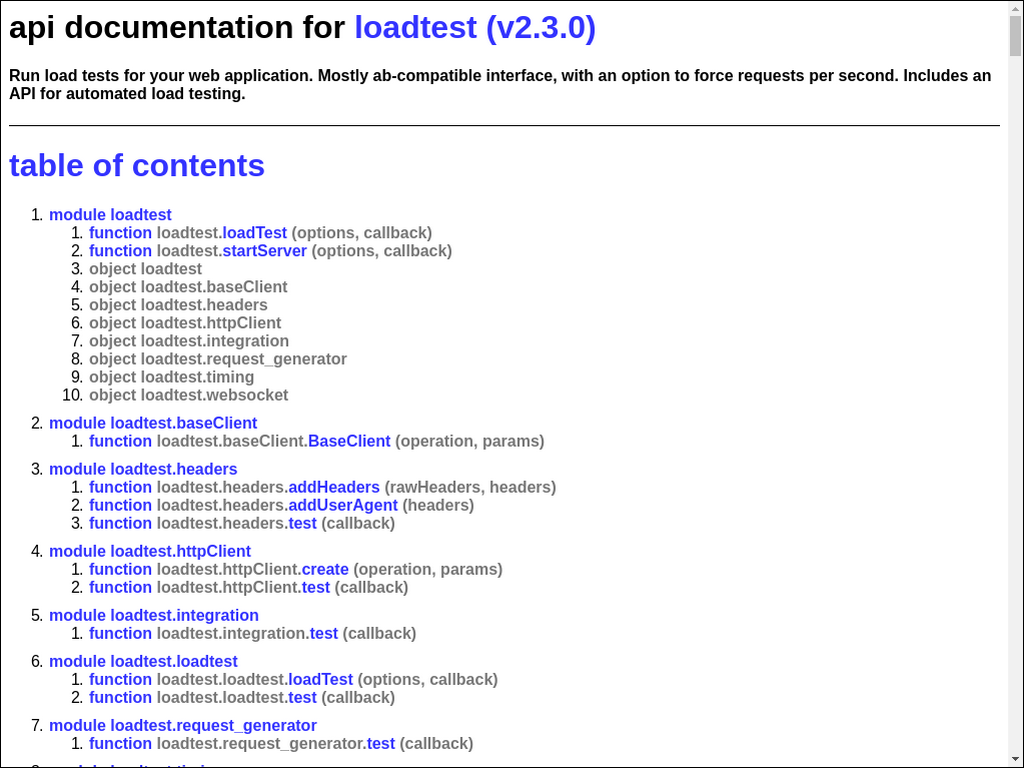 api documentation for loadtest (v2.3.0)
Run load tests for your web application. Mostly ab-compatible interface, with an option to force requests per second. Includes an
API for automated load testing.
table of contents
1. module loadtest
1. function loadtest.loadTest (options, callback)
2. function loadtest.startServer (options, callback)
3. object loadtest
4. object loadtest.baseClient
5. object loadtest.headers
6. object loadtest.httpClient
7. object loadtest.integration
8. object loadtest.request_generator
9. object loadtest.timing
10. object loadtest.websocket
2. module loadtest.baseClient
1. function loadtest.baseClient.BaseClient (operation, params)
3. module loadtest.headers
1. function loadtest.headers.addHeaders (rawHeaders, headers)
2. function loadtest.headers.addUserAgent (headers)
3. function loadtest.headers.test (callback)
4. module loadtest.httpClient
1. function loadtest.httpClient.create (operation, params)
2. function loadtest.httpClient.test (callback)
5. module loadtest.integration
1. function loadtest.integration.test (callback)
6. module loadtest.loadtest
1. function loadtest.loadtest.loadTest (options, callback)
2. function loadtest.loadtest.test (callback)
7. module loadtest.request_generator
1. function loadtest.request_generator.test (callback)